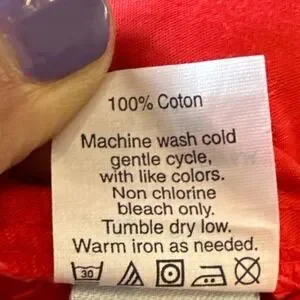 100% Coton
Machine wash cold
gentle cycle,
with like colors.
Non chlorine
bleach only.
Tumble dry low.
Warm iron as needed.
30